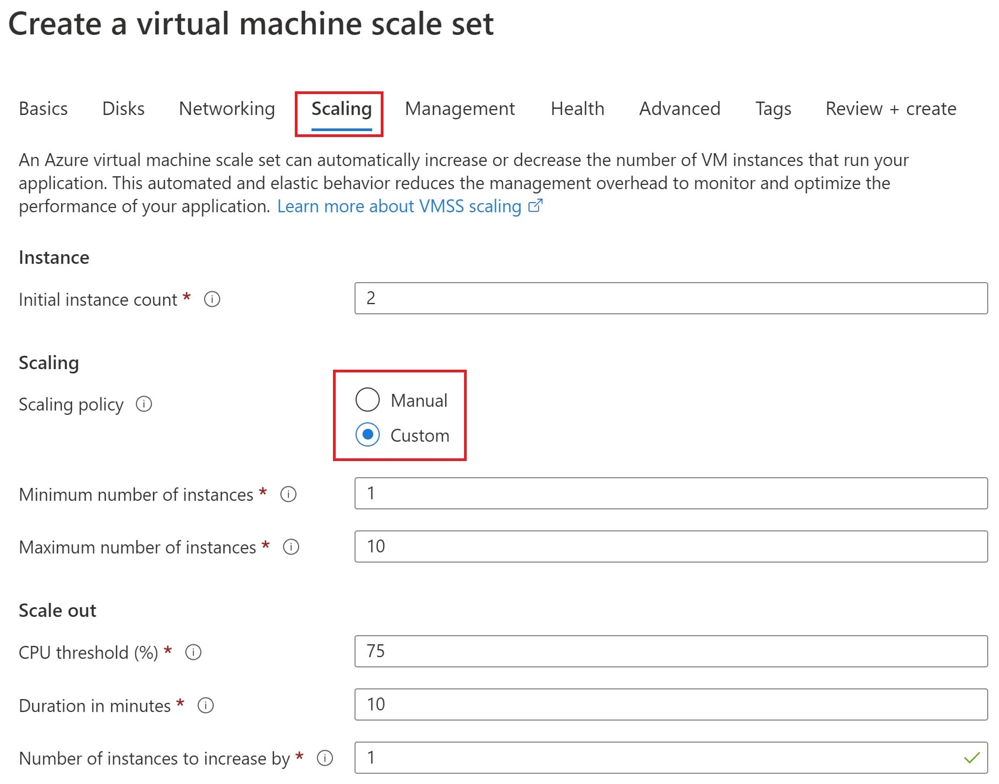 Create a virtual machine scale set
Basics Disks Networking Scaling Management Health Advanced Tags Review + create
An Azure virtual machine scale set can automatically increase or decrease the number of VM instances that run your
application. This automated and elastic behavior reduces the management overhead to monitor and optimize the
performance of your application. Learn more about VMSS scaling
Instance
Initial instance count * 2
Scaling
Scaling policy
Manual
Custom
Minimum number of instances * 1
Maximum number of instances * 10
Scale out
CPU threshold (%) * 75
Duration in minutes * 10
Number of instances to increase by * 1